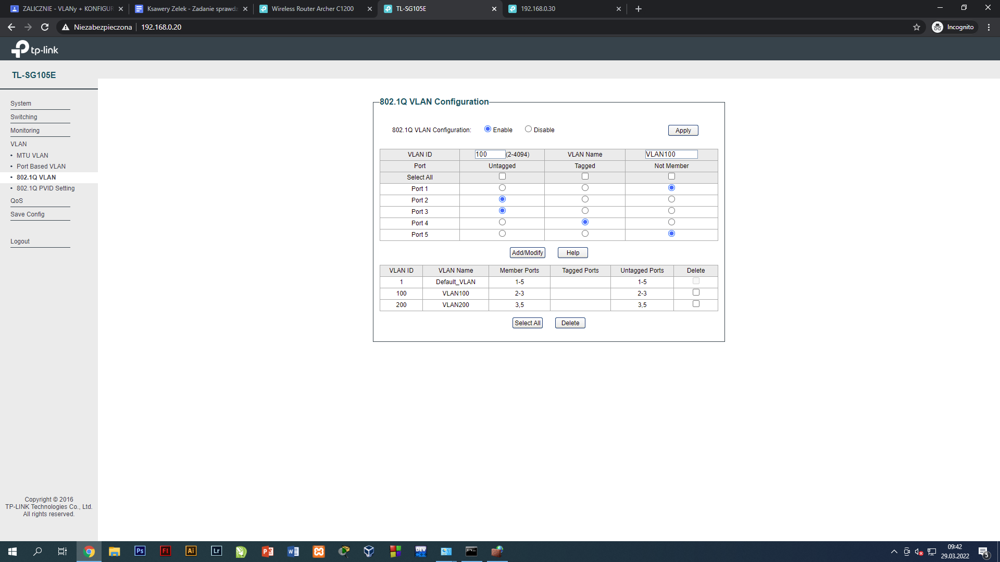 ZALICZNIE - VLANy + KONFIGUR
Ksawery Zelek - Zadanie sprawdz
Wireless Router Archer C1200
TL-SG105E
192.168.0.30
Niezabezpieczona
192.168.0.20
Incognito
tp-link
TL-SG105E
System
Switching
Monitoring
VLAN
• MTU VLAN
• Port Based VLAN
• 802.1Q VLAN
• 802.1Q PVID Setting
QoS
Save Config
Logout
Copyright © 2016
TP-LINK Technologies Co., Ltd.
All rights reserved.
802.1Q VLAN Configuration
802.1Q VLAN Configuration: Enable Disable Apply
VLAN ID 100 (2-4094) VLAN Name VLAN100
Port Untagged Tagged Not Member
Select All
Port 1
Port 2
Port 3
Port 4
Port 5
Add/Modify Help
VLAN ID VLAN Name Member Ports Tagged Ports Untagged Ports Delete
1 Default_VLAN 1-5 1-5
100 VLAN100 2-3 2-3
200 VLAN200 3,5 3,5
Select All Delete
Ps
Fl
Ai
Lr
DEV
09:42
29.03.2022
5